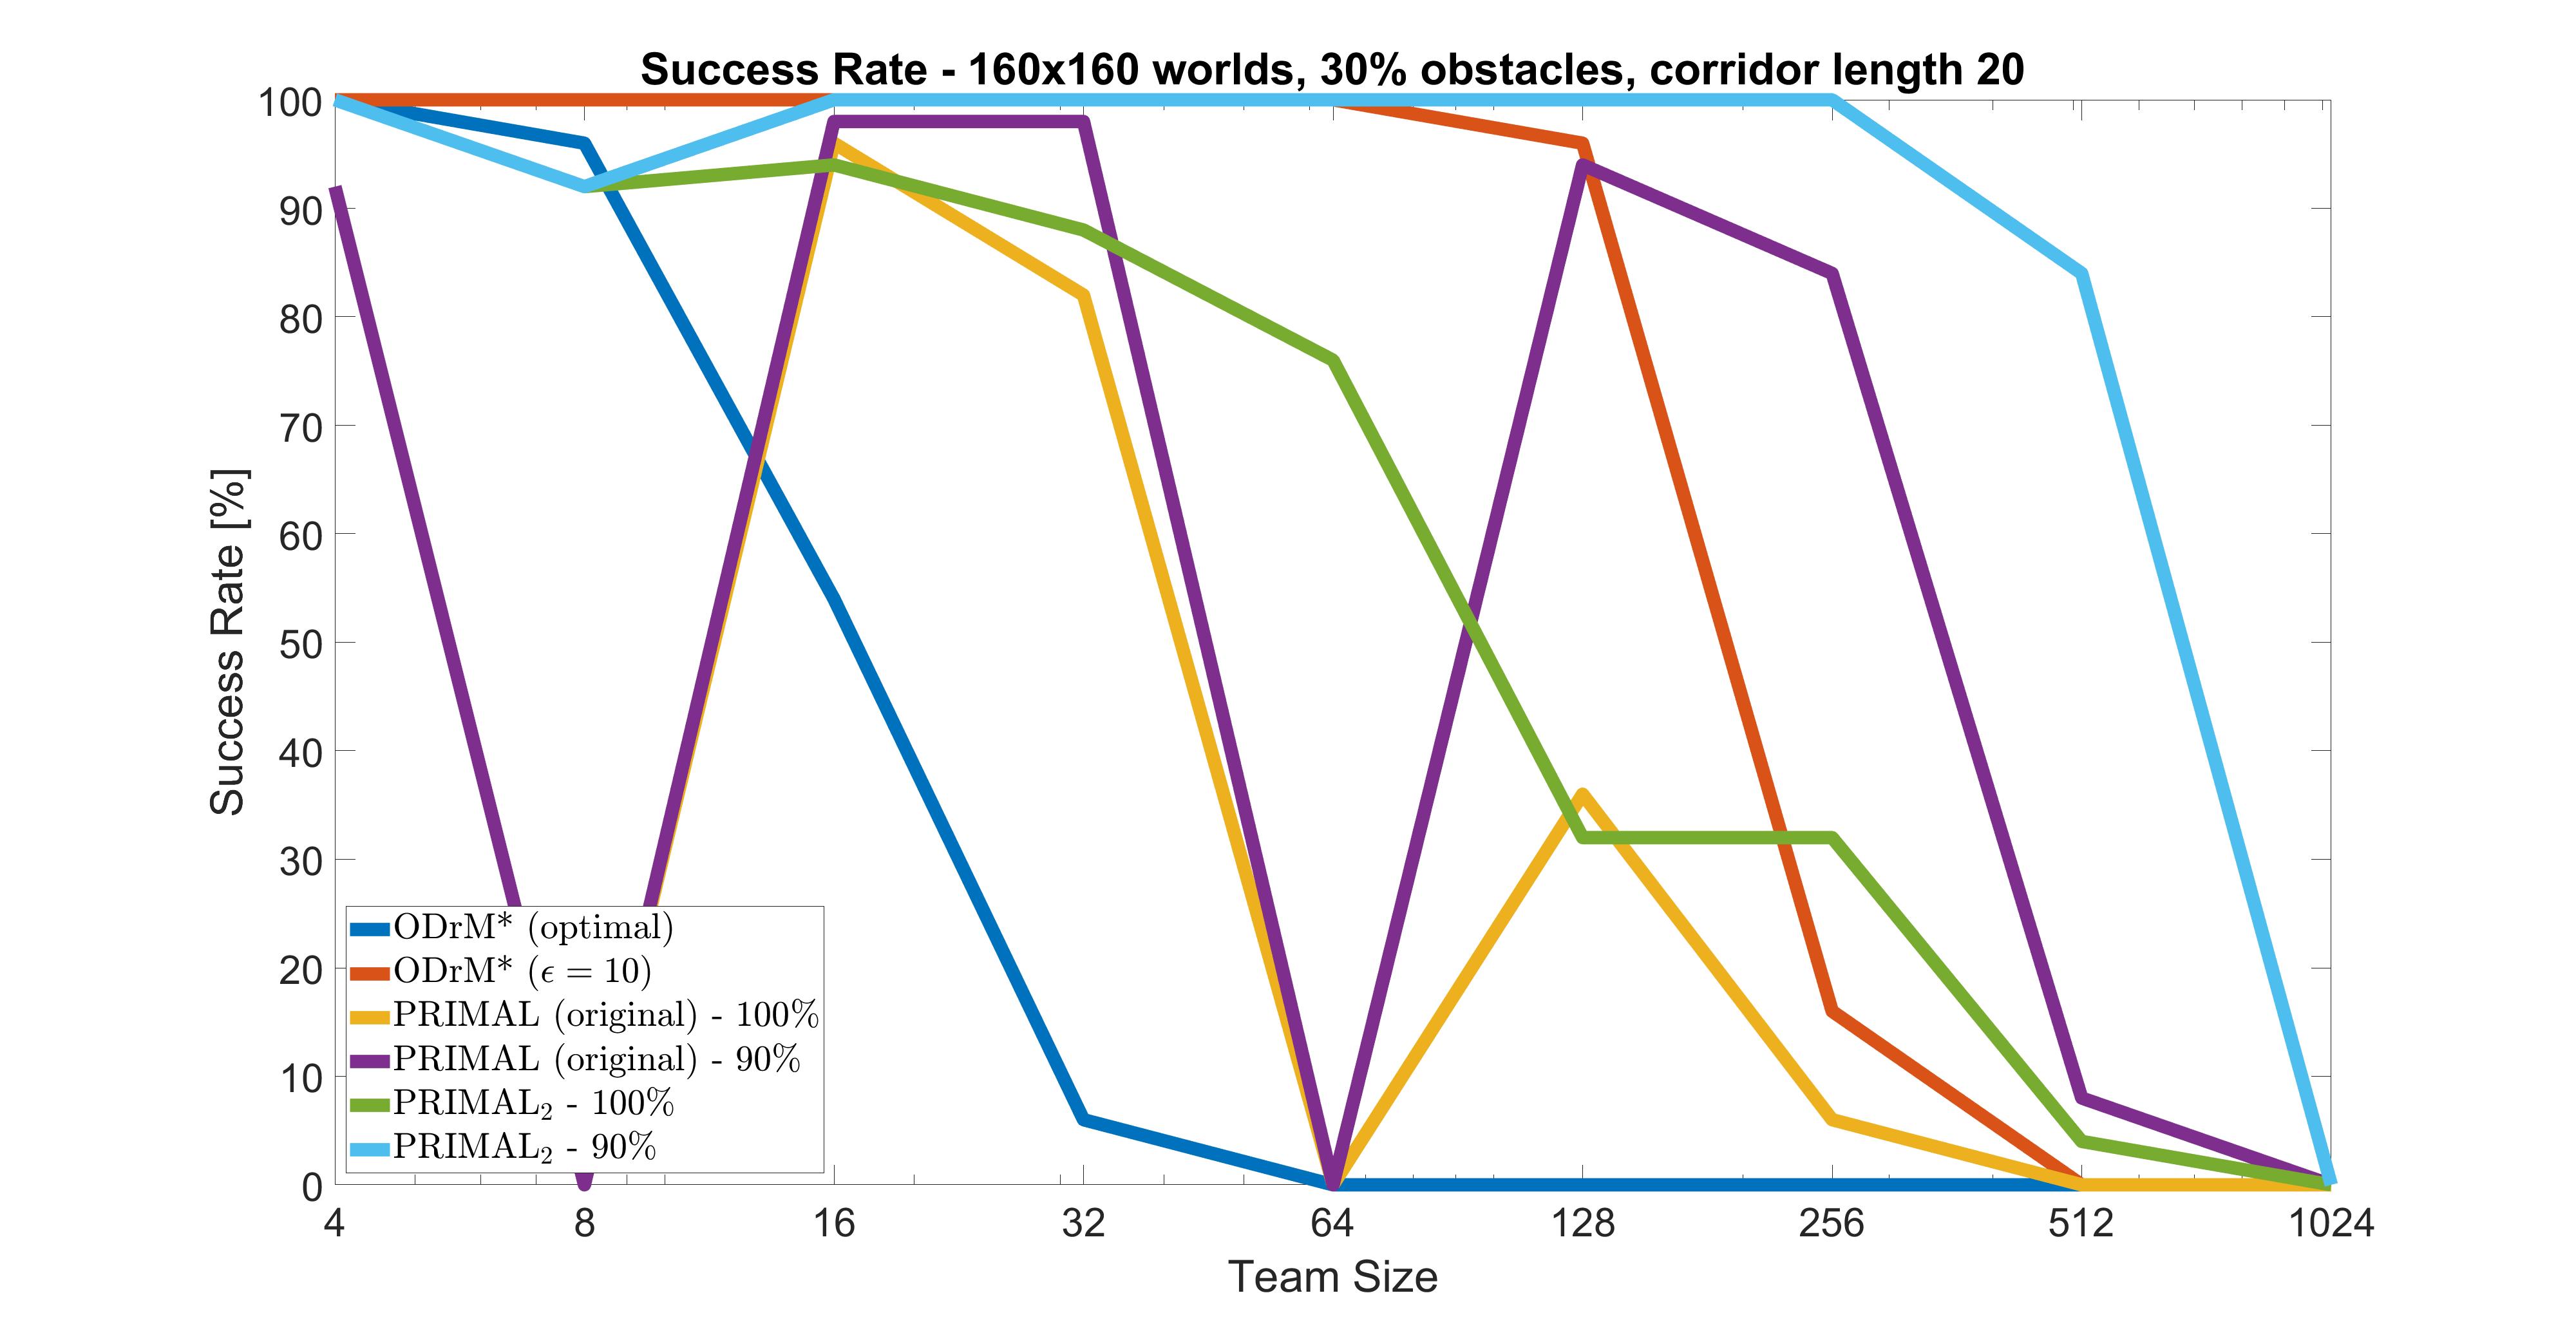 Success Rate - 160x160 worlds, 30% obstacles, corridor length 20
Success Rate [%]
100
90
80
70
60
50
40
30
20
10
0
ODrM* (optimal)
ODrM* (ϵ = 10)
PRIMAL (original) - 100%
PRIMAL (original) - 90%
PRIMAL₂ - 100%
PRIMAL₂ - 90%
4 8 16 32 64 128 256 512 1024
Team Size